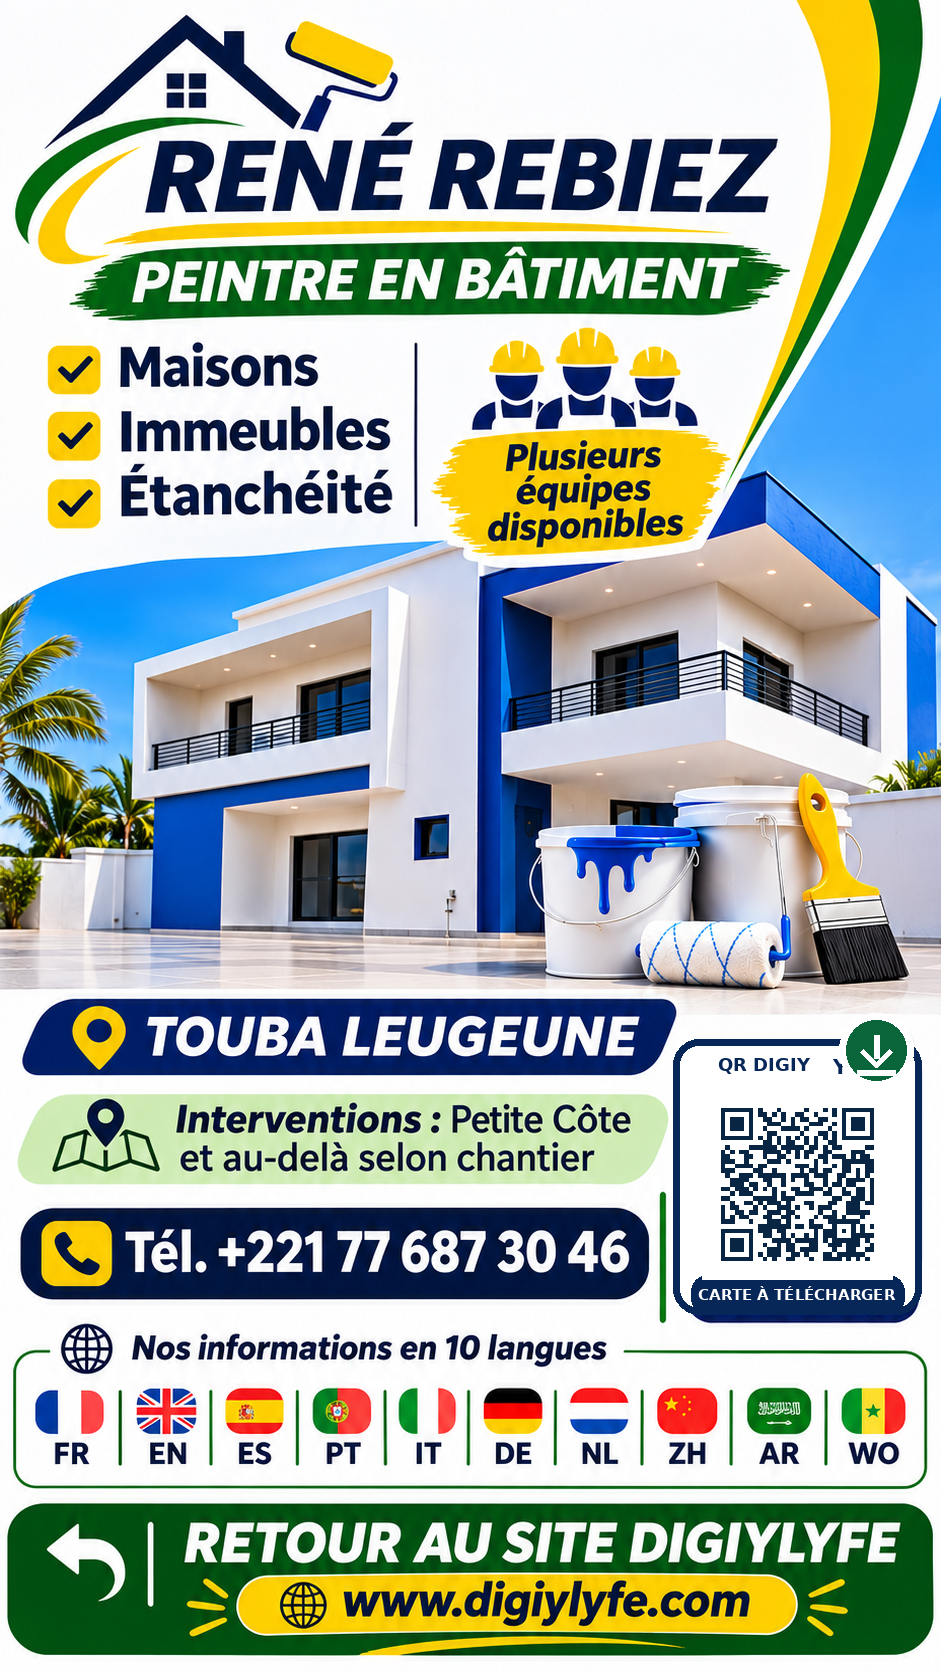 RENÉ REBIEZ
PEINTRE EN BÂTIMENT
Maisons
Immeubles
Étanchéité
Plusieurs
équipes
disponibles
TOUBA LEUGEUNE
Interventions : Petite Côte
et au-delà selon chantier
Tél. +221 77 687 30 46
QR DIGIY
CARTE À TÉLÉCHARGER
Nos informations en 10 langues
FR EN ES PT IT DE NL ZH AR WO
RETOUR AU SITE DIGIYLYFE
www.digiylyfe.com